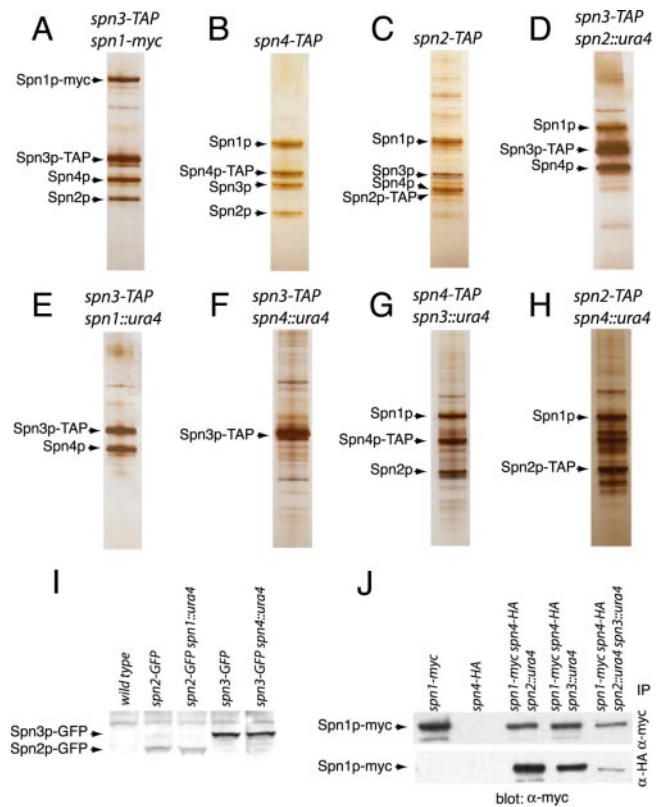 A
spn3-TAP
spn1-myc
Spn1p-myc
Spn3p-TAP
Spn4p
Spn2p
B
spn4-TAP
Spn1p
Spn4p-TAP
Spn3p
Spn2p
C
spn2-TAP
Spn1p
Spn3p
Spn4p
Spn2p-TAP
D
spn3-TAP
spn2::ura4
Spn1p
Spn3p-TAP
Spn4p
E
spn3-TAP
spn1::ura4
Spn3p-TAP
Spn4p
F
spn3-TAP
spn4::ura4
Spn3p-TAP
G
spn4-TAP
spn3::ura4
Spn1p
Spn4p-TAP
Spn2p
H
spn2-TAP
spn4::ura4
Spn1p
Spn2p-TAP
I
wild type
spn2-GFP
spn2-GFP spn1::ura4
spn3-GFP
spn3-GFP spn4::ura4
Spn3p-GFP
Spn2p-GFP
J
spn1-myc
spn4-HA
spn1-myc spn4-HA
spn2::ura4
spn1-myc spn4-HA
spn3::ura4
spn1-myc spn4-HA
spn2::ura4 spn3::ura4
IP
Spn1p-myc
α-myc
Spn1p-myc
α-HA
blot: α-myc